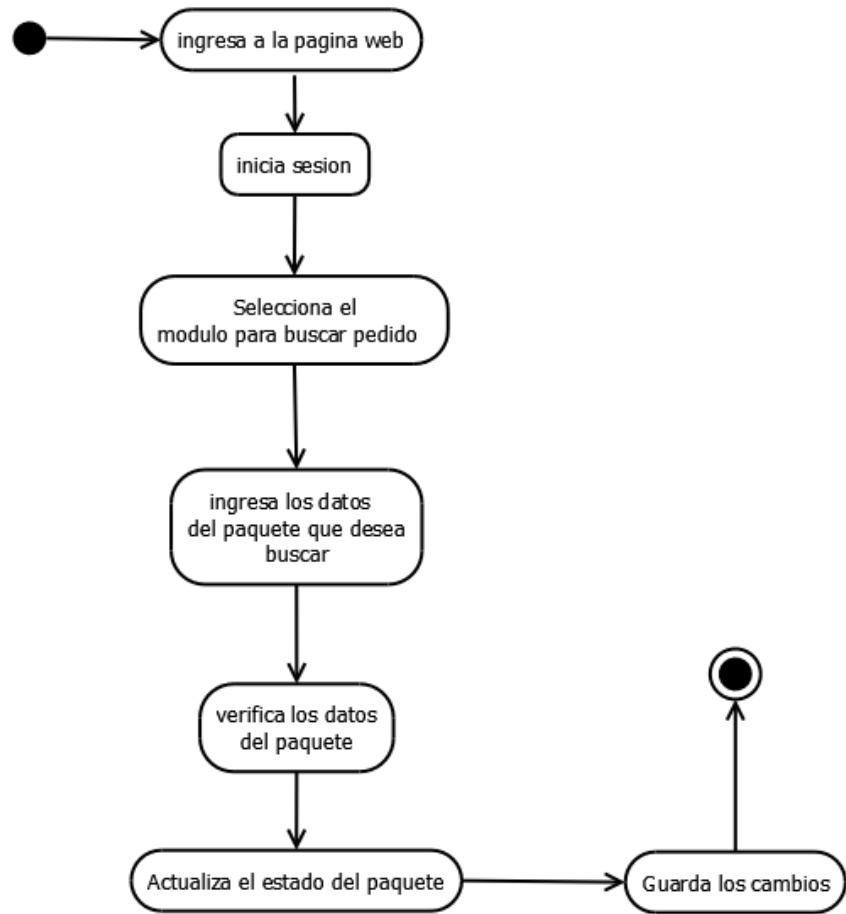 ingresa a la pagina web
inicia sesion
Selecciona el
modulo para buscar pedido
ingresa los datos
del paquete que desea
buscar
verifica los datos
del paquete
Actualiza el estado del paquete
Guarda los cambios